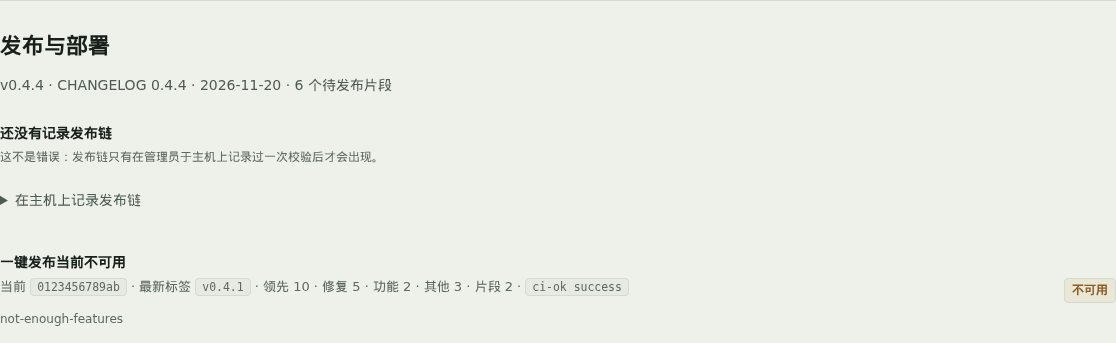 发布与部署
v0.4.4 · CHANGELOG 0.4.4 · 2026-11-20 · 6 个待发布片段
还没有记录发布链
这不是错误：发布链只有在管理员于主机上记录过一次校验后才会出现。
▶ 在主机上记录发布链
一键发布当前不可用
当前 0123456789ab · 最新标签 v0.4.1 · 领先 10 · 修复 5 · 功能 2 · 其他 3 · 片段 2 · ci-ok success
不可用
not-enough-features